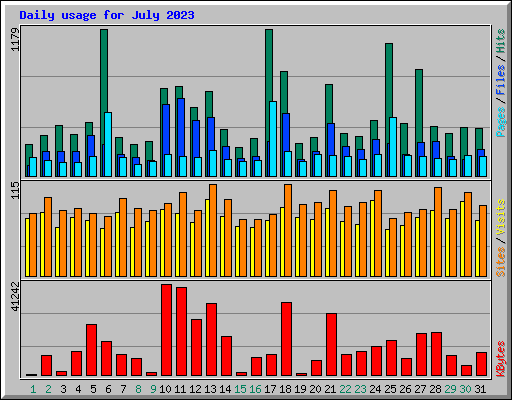 Daily usage for July 2023
1179
Pages / Files / Hits
115
Sites / Visits
41242
KBytes
1 2 3 4 5 6 7 8 9 10 11 12 13 14 15 16 17 18 19 20 21 22 23 24 25 26 27 28 29 30 31